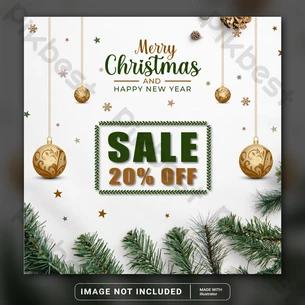 Merry
Christmas
AND
HAPPY NEW YEAR
SALE
20% OFF
IMAGE NOT INCLUDED
MADE WITH
Illustrator
pikbest